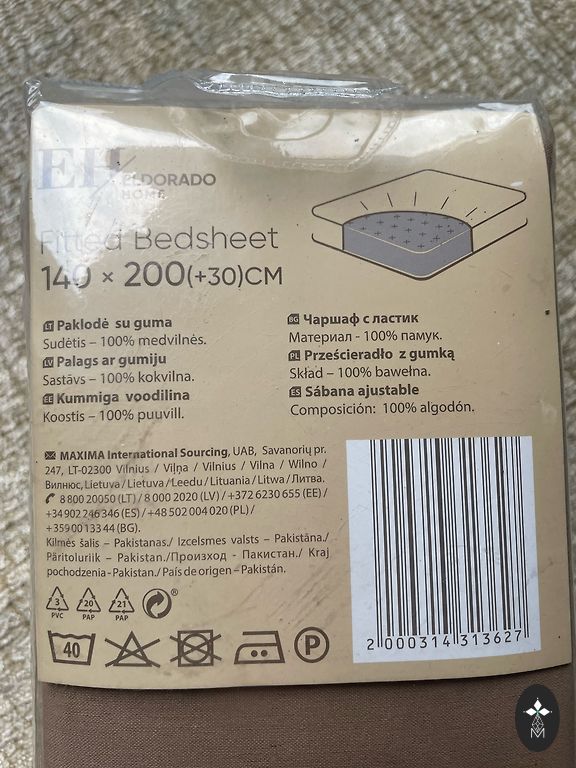 EH
ELDORADO
HOME
Fitted Bedsheet
140 × 200(+30)CM
LT Paklodė su guma
Sudėtis – 100% medvilnės.
LV Palags ar gumiju
Sastāvs – 100% kokvilna.
EE Kummiga voodilina
Koostis – 100% puuvill.
BG Чаршаф с ластик
Материал - 100% памук.
PL Prześcieradło z gumką
Skład – 100% bawełna.
ES Sábana ajustable
Composición: 100% algodón.
MAXIMA International Sourcing, UAB, Savanorių pr.
247, LT-02300 Vilnius / Viļņa / Vilnius / Vilna / Wilno /
Вилнюс, Lietuva / Lietuva / Leedu / Lituania / Litwa / Литва.
8 800 20050 (LT) / 8 000 2020 (LV) / +372 6230 655 (EE) /
+34 902 246 346 (ES) / +48 502 004 020 (PL) /
+359 00 133 44 (BG).
Kilmės šalis – Pakistanas./ Izcelsmes valsts – Pakistāna./
Päritoluriik – Pakistan./Произход - Пакистан./ Kraj
pochodzenia - Pakistan./ País de origen – Pakistán.
3 20 21 ®
PVC PAP PAP
40 P
2 000314 313627
M